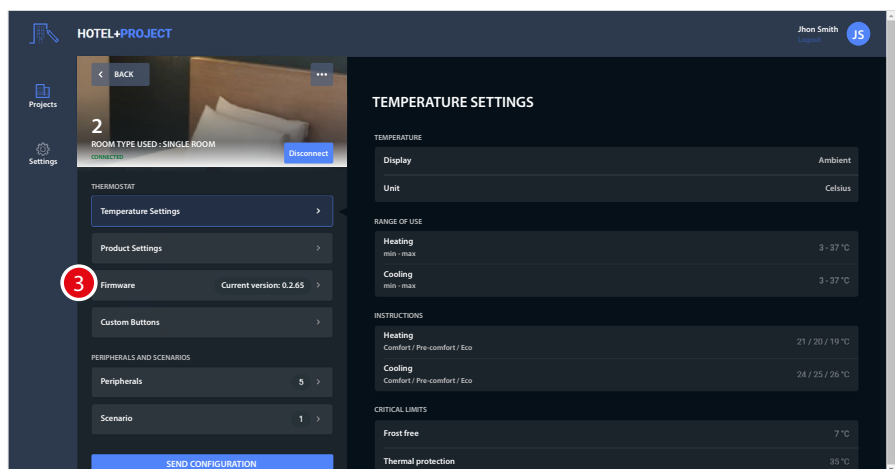 HOTEL+PROJECT
Jhon Smith
Logout
JS
Projects
Settings
BACK
2
ROOM TYPE USED : SINGLE ROOM
CONNECTED
Disconnect
THERMOSTAT
Temperature Settings
Product Settings
3
Firmware Current version: 0.2.65
Custom Buttons
PERIPHERALS AND SCENARIOS
Peripherals 5
Scenario 1
SEND CONFIGURATION
TEMPERATURE SETTINGS
TEMPERATURE
Display Ambient
Unit Celsius
RANGE OF USE
Heating
min - max
3 - 37 °C
Cooling
min - max
3 - 37 °C
INSTRUCTIONS
Heating
Comfort / Pre-comfort / Eco
21 / 20 / 19 °C
Cooling
Comfort / Pre-comfort / Eco
24 / 25 / 26 °C
CRITICAL LIMITS
Frost free 7 °C
Thermal protection 35 °C